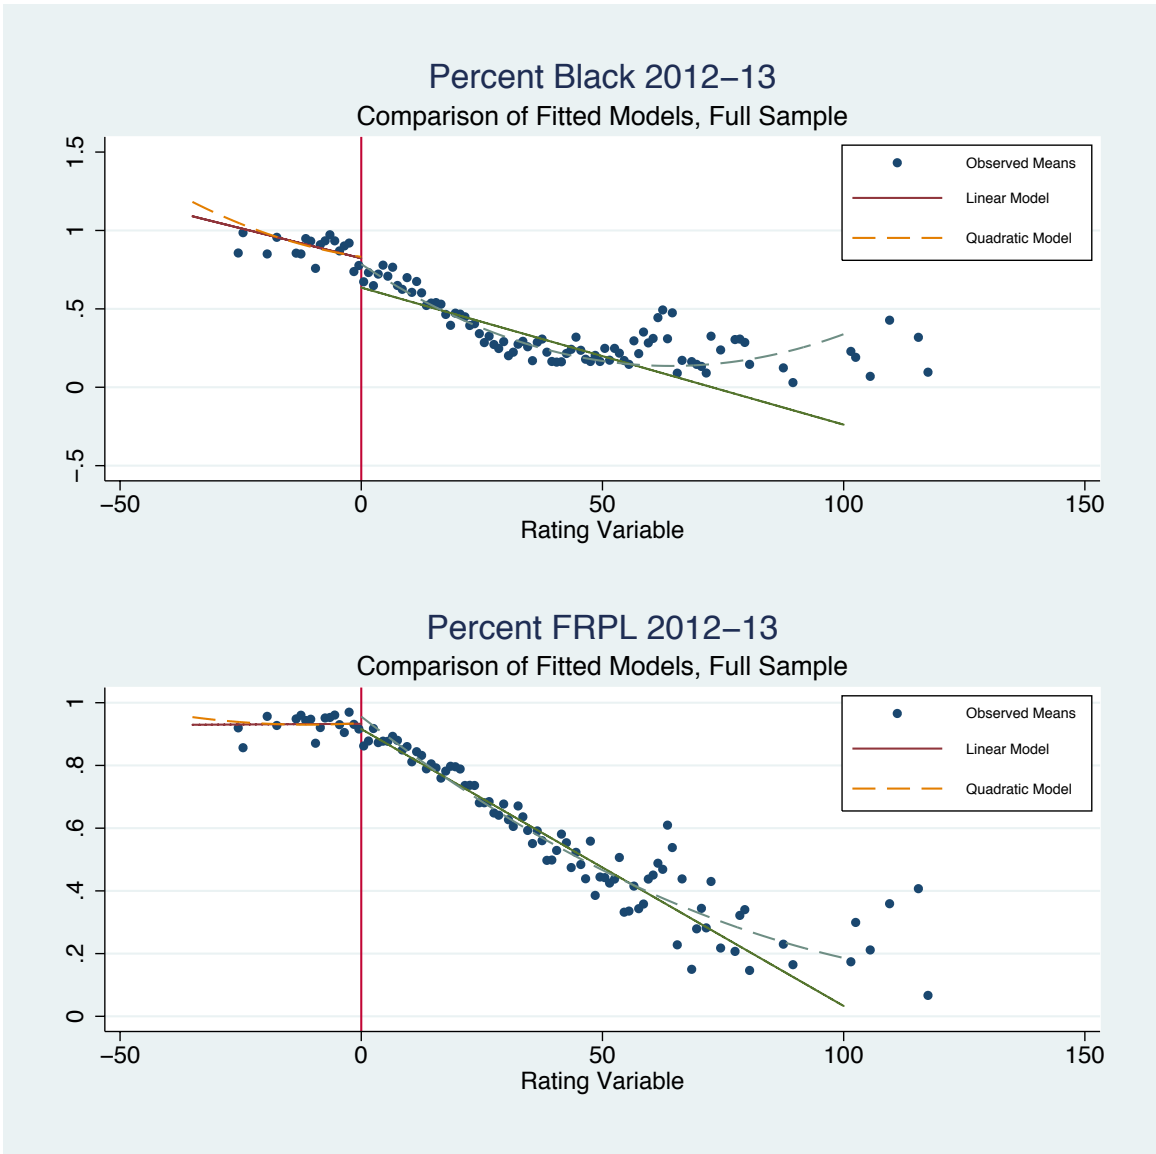 Percent Black 2012−13
Comparison of Fitted Models, Full Sample
Observed Means
Linear Model
Quadratic Model
1.5
1
.5
0
−.5
−50 0 50 100 150
Rating Variable
Percent FRPL 2012−13
Comparison of Fitted Models, Full Sample
Observed Means
Linear Model
Quadratic Model
1
.8
.6
.4
.2
0
−50 0 50 100 150
Rating Variable